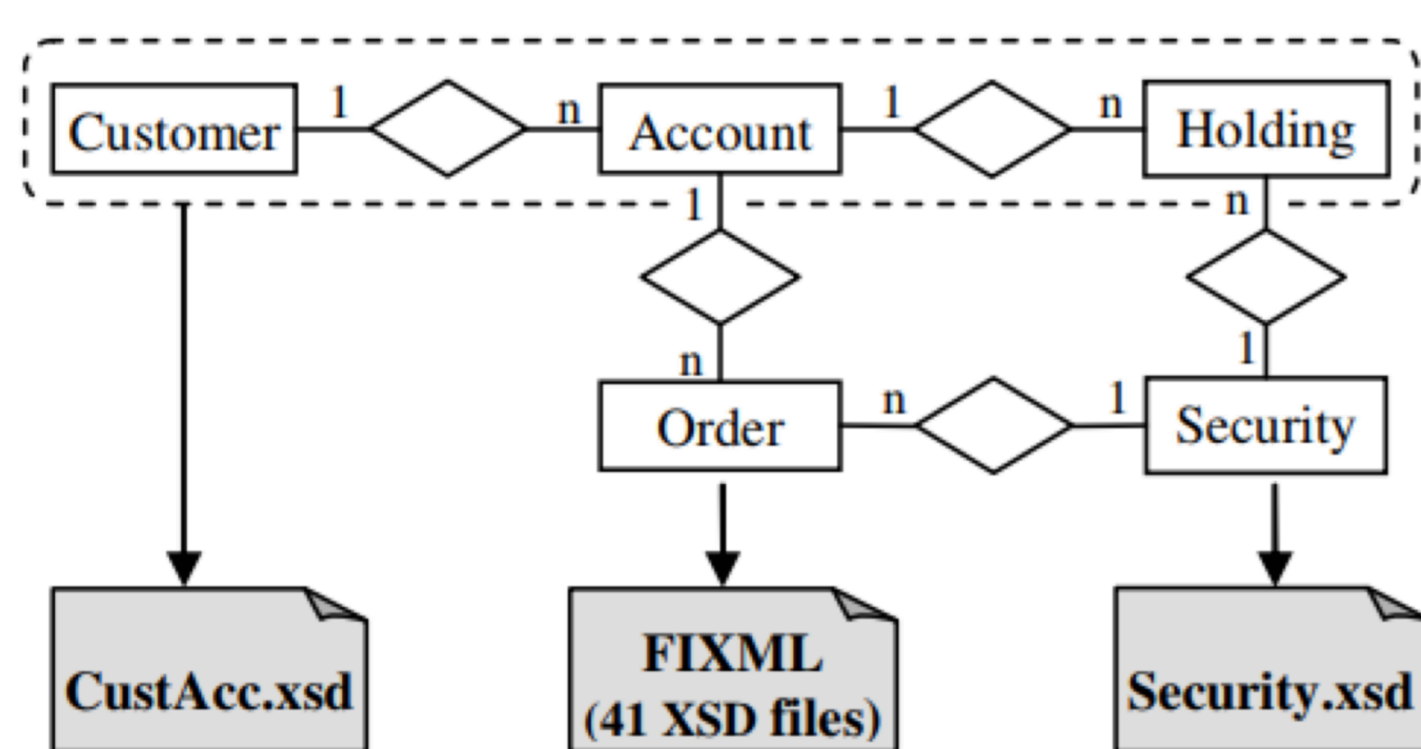 Customer 1 n Account 1 n Holding
1 n
n 1
Order n 1 Security
CustAcc.xsd
FIXML
(41 XSD files)
Security.xsd